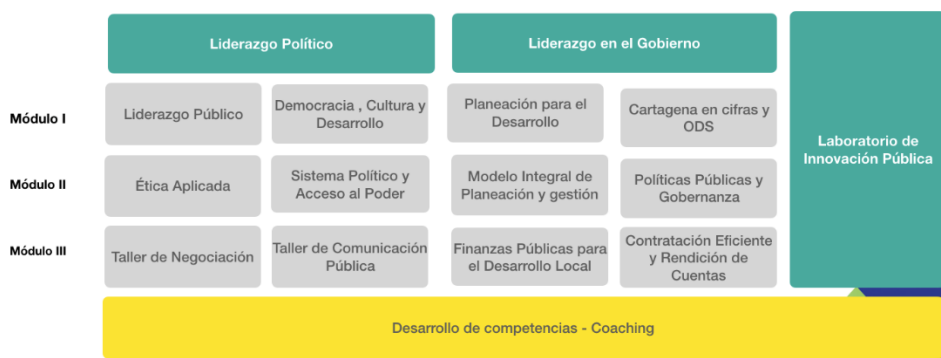 Liderazgo Político
Liderazgo en el Gobierno
Módulo I
Liderazgo Público
Democracia , Cultura y
Desarrollo
Planeación para el
Desarrollo
Cartagena en cifras y
ODS
Laboratorio de
Innovación Pública
Módulo II
Ética Aplicada
Sistema Político y
Acceso al Poder
Modelo Integral de
Planeación y gestión
Políticas Públicas y
Gobernanza
Módulo III
Taller de Negociación
Taller de Comunicación
Pública
Finanzas Públicas para
el Desarrollo Local
Contratación Eficiente
y Rendición de
Cuentas
Desarrollo de competencias - Coaching